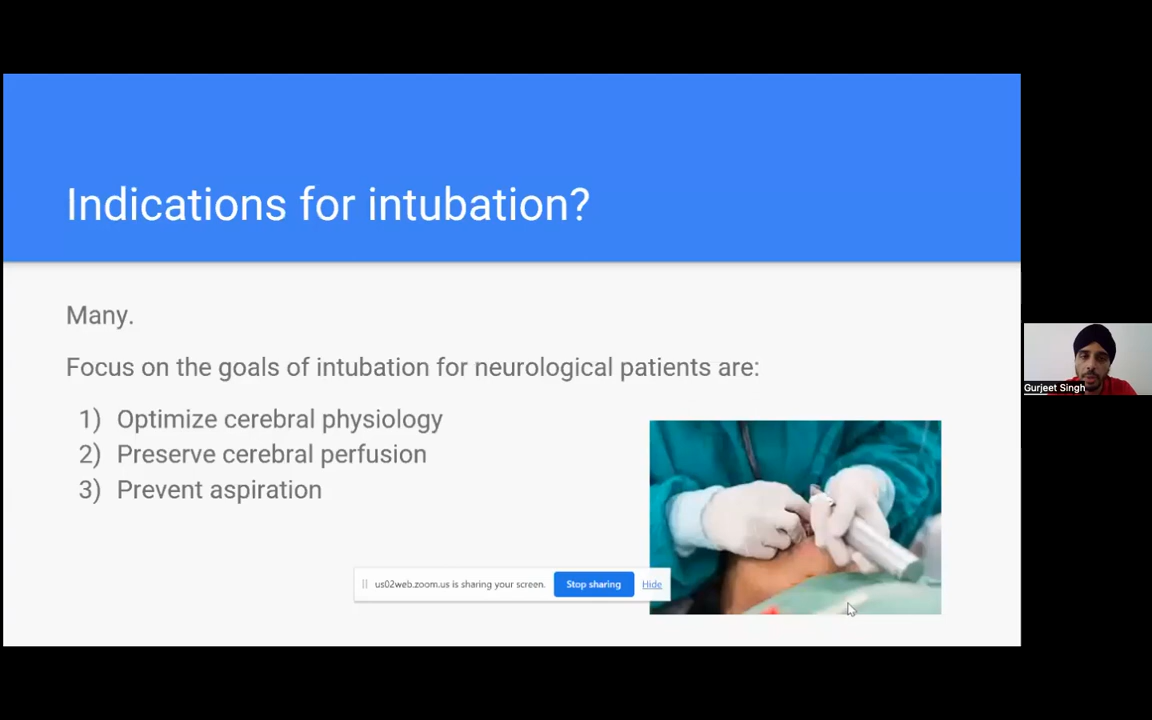 Indications for intubation?
Many.
Focus on the goals of intubation for neurological patients are:
1) Optimize cerebral physiology
2) Preserve cerebral perfusion
3) Prevent aspiration
us02web.zoom.us is sharing your screen. Stop sharing Hide
Gurjeet Singh